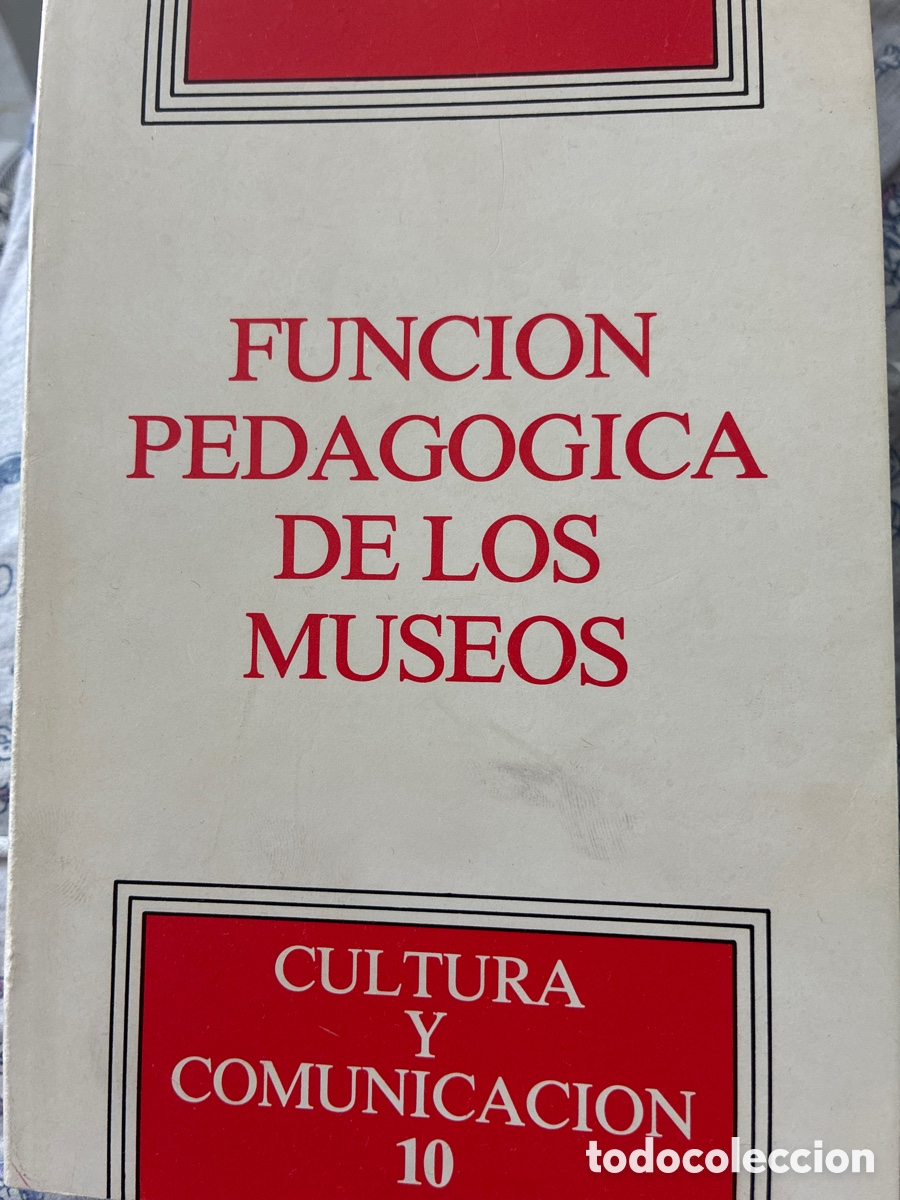 FUNCION
PEDAGOGICA
DE LOS
MUSEOS
CULTURA
Y
COMUNICACION
10
todocoleccion